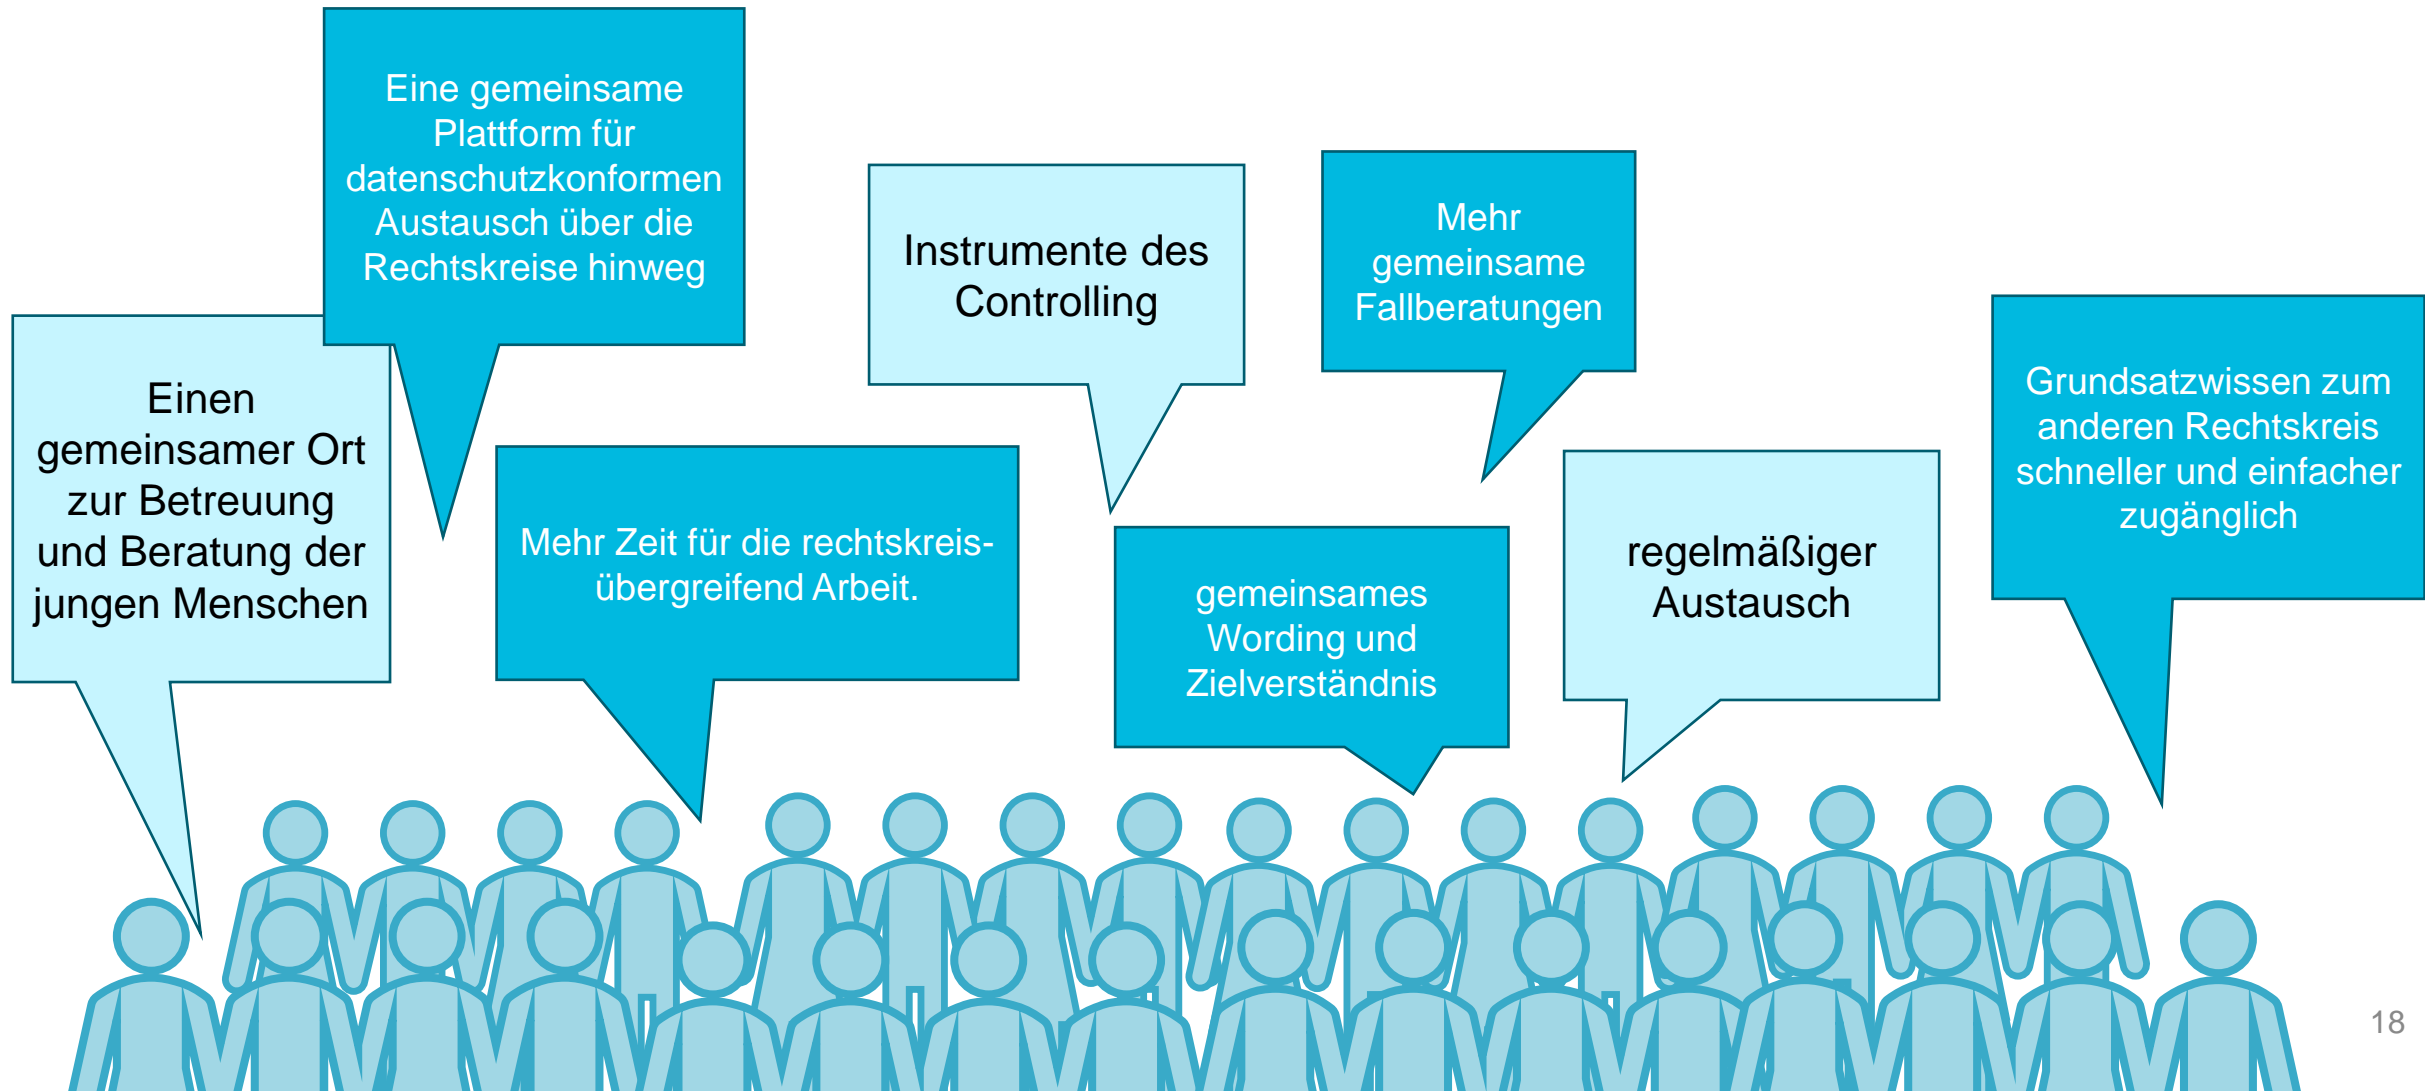 Eine gemeinsame
Plattform für
datenschutzkonformen
Austausch über die
Rechtskreise hinweg
Einen
gemeinsamer Ort
zur Betreuung
und Beratung der
jungen Menschen
Mehr Zeit für die rechtskreis-
übergreifend Arbeit.
Instrumente des
Controlling
Mehr
gemeinsame
Fallberatungen
gemeinsames
Wording und
Zielverständnis
regelmäßiger
Austausch
Grundsatzwissen zum
anderen Rechtskreis
schneller und einfacher
zugänglich
18